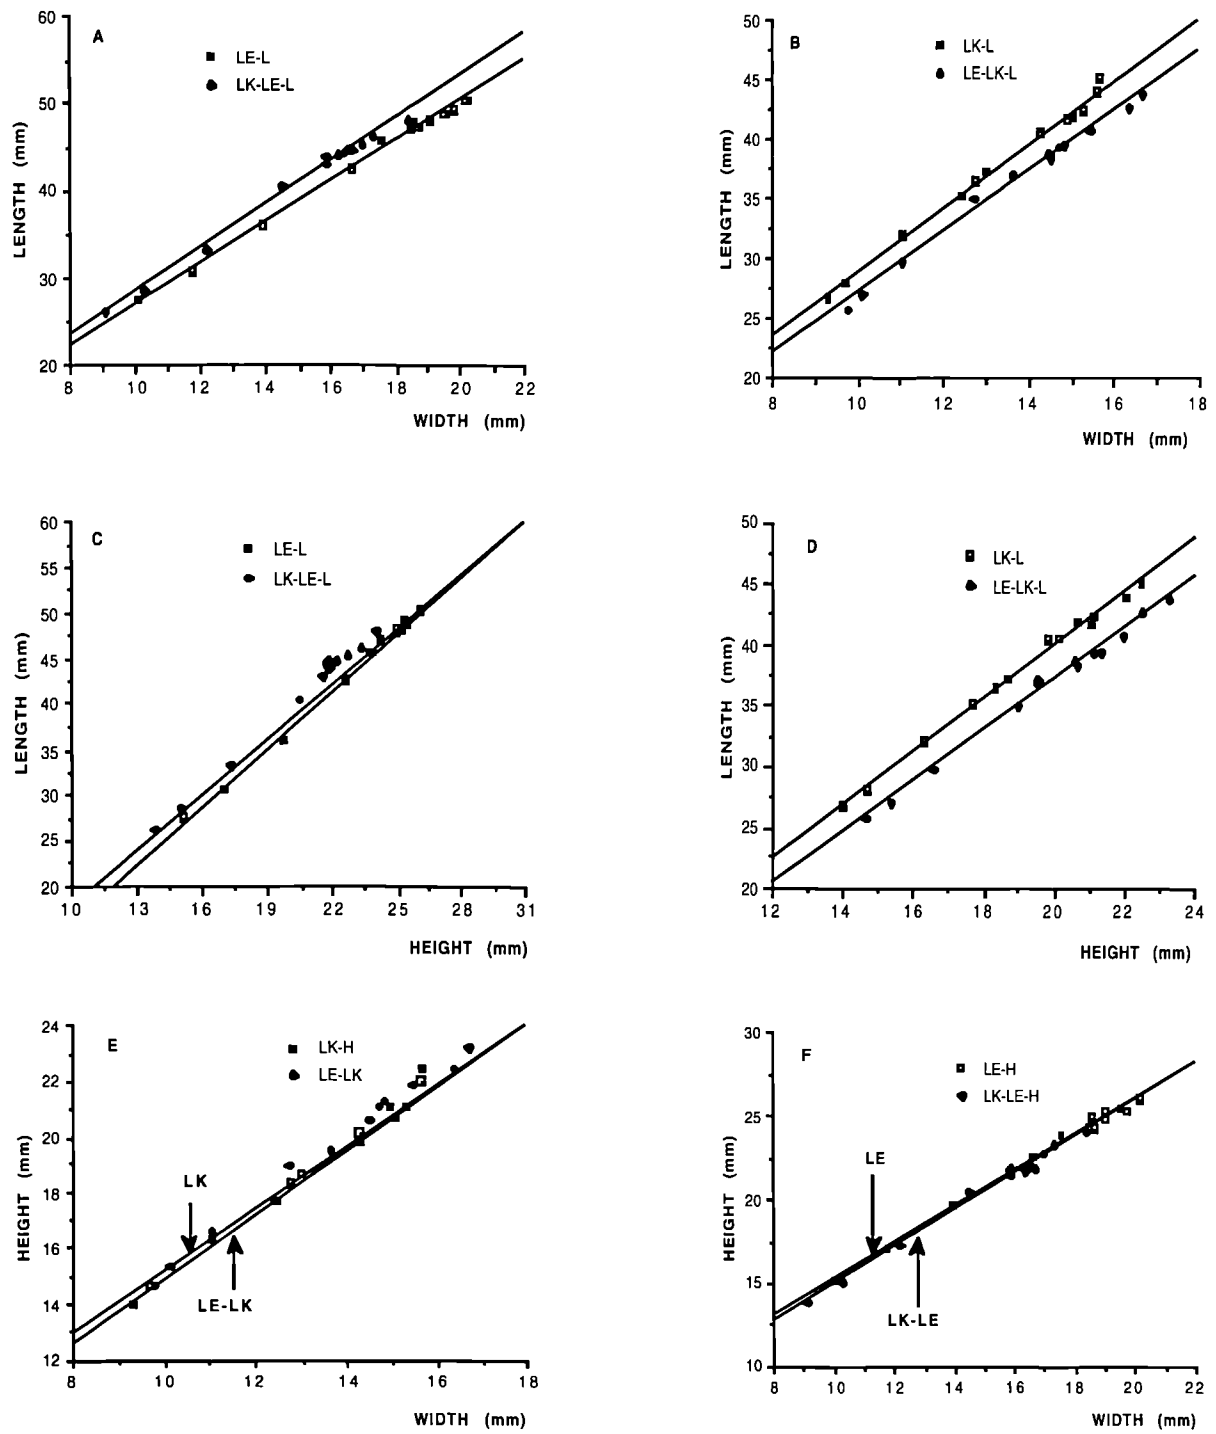 A
LE-L
LK-LE-L
LENGTH (mm)
60
50
40
30
20
8 10 12 14 16 18 20 22
WIDTH (mm)
B
LK-L
LE-LK-L
LENGTH (mm)
50
45
40
35
30
25
20
8 10 12 14 16 18
WIDTH (mm)
C
LE-L
LK-LE-L
LENGTH (mm)
60
55
50
45
40
35
30
25
20
10 13 16 19 22 25 28 31
HEIGHT (mm)
D
LK-L
LE-LK-L
LENGTH (mm)
50
45
40
35
30
25
20
12 14 16 18 20 22 24
HEIGHT (mm)
E
LK-H
LE-LK
LK
LE-LK
HEIGHT (mm)
24
22
20
18
16
14
12
8 10 12 14 16 18
WIDTH (mm)
F
LE-H
LK-LE-H
LE
LK-LE
HEIGHT (mm)
30
25
20
15
10
8 10 12 14 16 18 20 22
WIDTH (mm)